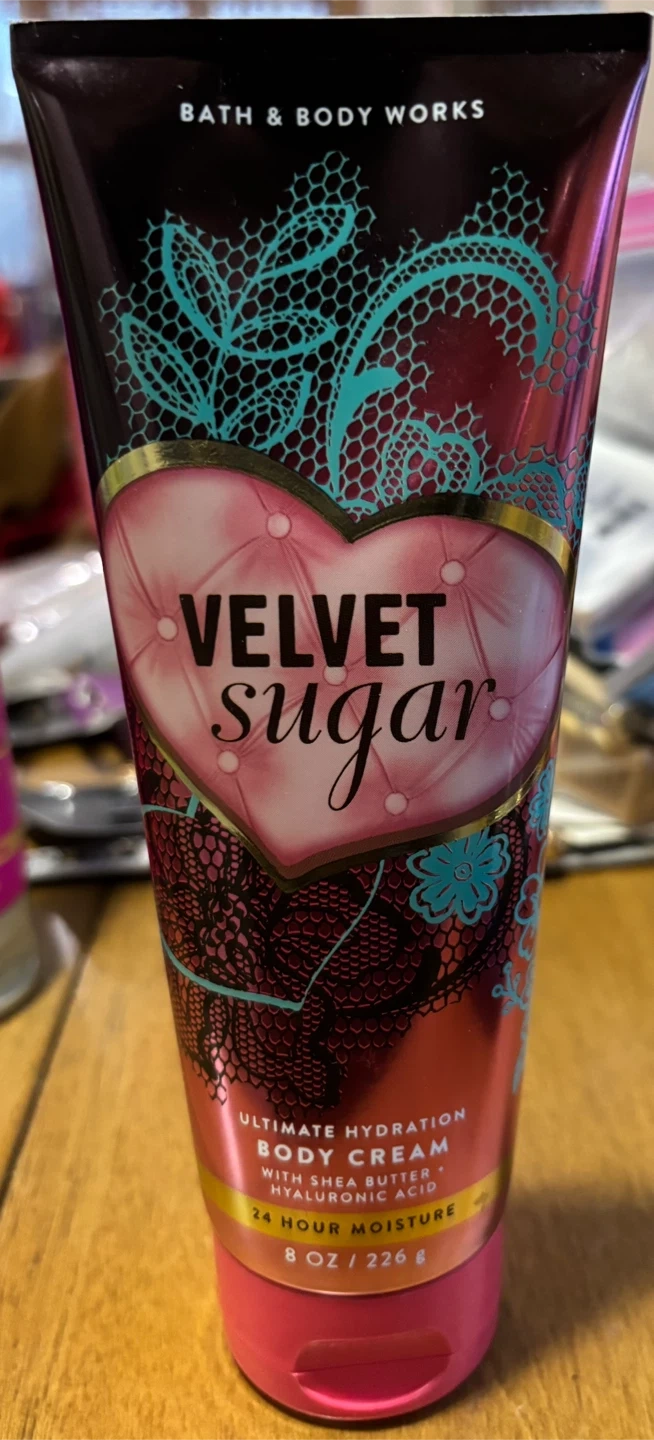 BATH & BODY WORKS
VELVET
sugar
ULTIMATE HYDRATION
BODY CREAM
WITH SHEA BUTTER +
HYALURONIC ACID
24 HOUR MOISTURE
8 OZ / 226 g